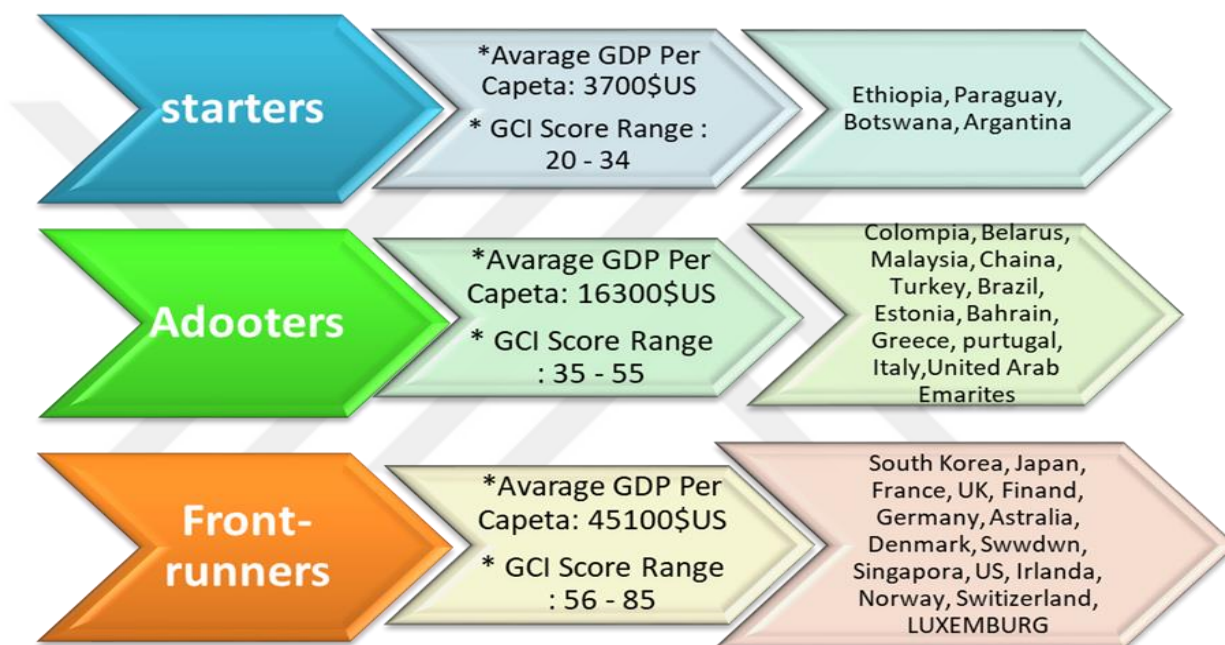 starters
*Avarage GDP Per
Capeta: 3700$US
* GCI Score Range :
20 - 34
Ethiopia, Paraguay,
Botswana, Argantina
Adooters
*Avarage GDP Per
Capeta: 16300$US
* GCI Score Range
: 35 - 55
Colompia, Belarus,
Malaysia, Chaina,
Turkey, Brazil,
Estonia, Bahrain,
Greece, purtugal,
Italy,United Arab
Emarites
Front-
runners
*Avarage GDP Per
Capeta: 45100$US
* GCI Score Range
: 56 - 85
South Korea, Japan,
France, UK, Finand,
Germany, Astralia,
Denmark, Swwdwn,
Singapora, US, Irlanda,
Norway, Switizerland,
LUXEMBURG